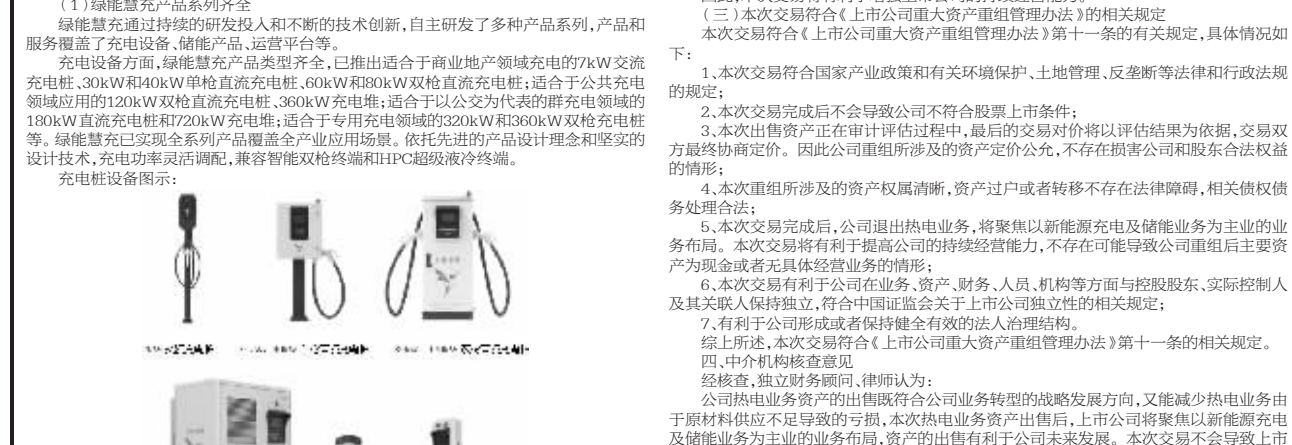 （1）绿能慧充产品系列齐全
绿能慧充通过持续的研发投入和不断的技术创新,自主研发了多种产品系列,产品和
服务覆盖了充电设备、储能产品、运营平台等。
充电设备方面,绿能慧充产品类型齐全,已推出适合于商业地产领域充电的7kW交流
充电桩、30kW和40kW单枪直流充电桩、60kW和80kW双枪直流充电桩;适合于公共充电
领域应用的120kW双枪直流充电桩、360kW充电堆;适合于以公交为代表的群充电领域的
180kW直流充电桩和720kW充电堆;适合于专用充电领域的320kW和360kW双枪充电桩
等。绿能慧充已实现全系列产品覆盖全产业应用场景。依托先进的产品设计理念和坚实的
设计技术,充电功率灵活调配,兼容智能双枪终端和HPC超级液冷终端。
充电桩设备图示:
（三）本次交易符合《上市公司重大资产重组管理办法》的相关规定
本次交易符合《上市公司重大资产重组管理办法》第十一条的有关规定,具体情况如
下:
1、本次交易符合国家产业政策和有关环境保护、土地管理、反垄断等法律和行政法规
的规定;
2、本次交易完成后不会导致公司不符合股票上市条件;
3、本次出售资产正在审计评估过程中,最后的交易对价将以评估结果为依据,交易双
方最终协商定价。因此公司重组所涉及的资产定价公允,不存在损害公司和股东合法权益
的情形;
4、本次重组所涉及的资产权属清晰,资产过户或者转移不存在法律障碍,相关债权债
务处理合法;
5、本次交易完成后,公司退出热电业务,将聚焦以新能源充电及储能业务为主业的业
务布局。本次交易将有利于提高公司的持续经营能力,不存在可能导致公司重组后主要资
产为现金或者无具体经营业务的情形;
6、本次交易有利于公司在业务、资产、财务、人员、机构等方面与控股股东、实际控制人
及其关联人保持独立,符合中国证监会关于上市公司独立性的相关规定;
7、有利于公司形成或者保持健全有效的法人治理结构。
综上所述,本次交易符合《上市公司重大资产重组管理办法》第十一条的相关规定。
四、中介机构核查意见
经核查,独立财务顾问、律师认为:
公司热电业务资产的出售既符合公司业务转型的战略发展方向,又能减少热电业务由
于原材料供应不足导致的亏损,本次热电业务资产出售后,上市公司将聚焦以新能源充电
及储能业务为主业的业务布局,资产的出售有利于公司未来发展。本次交易不会导致上市